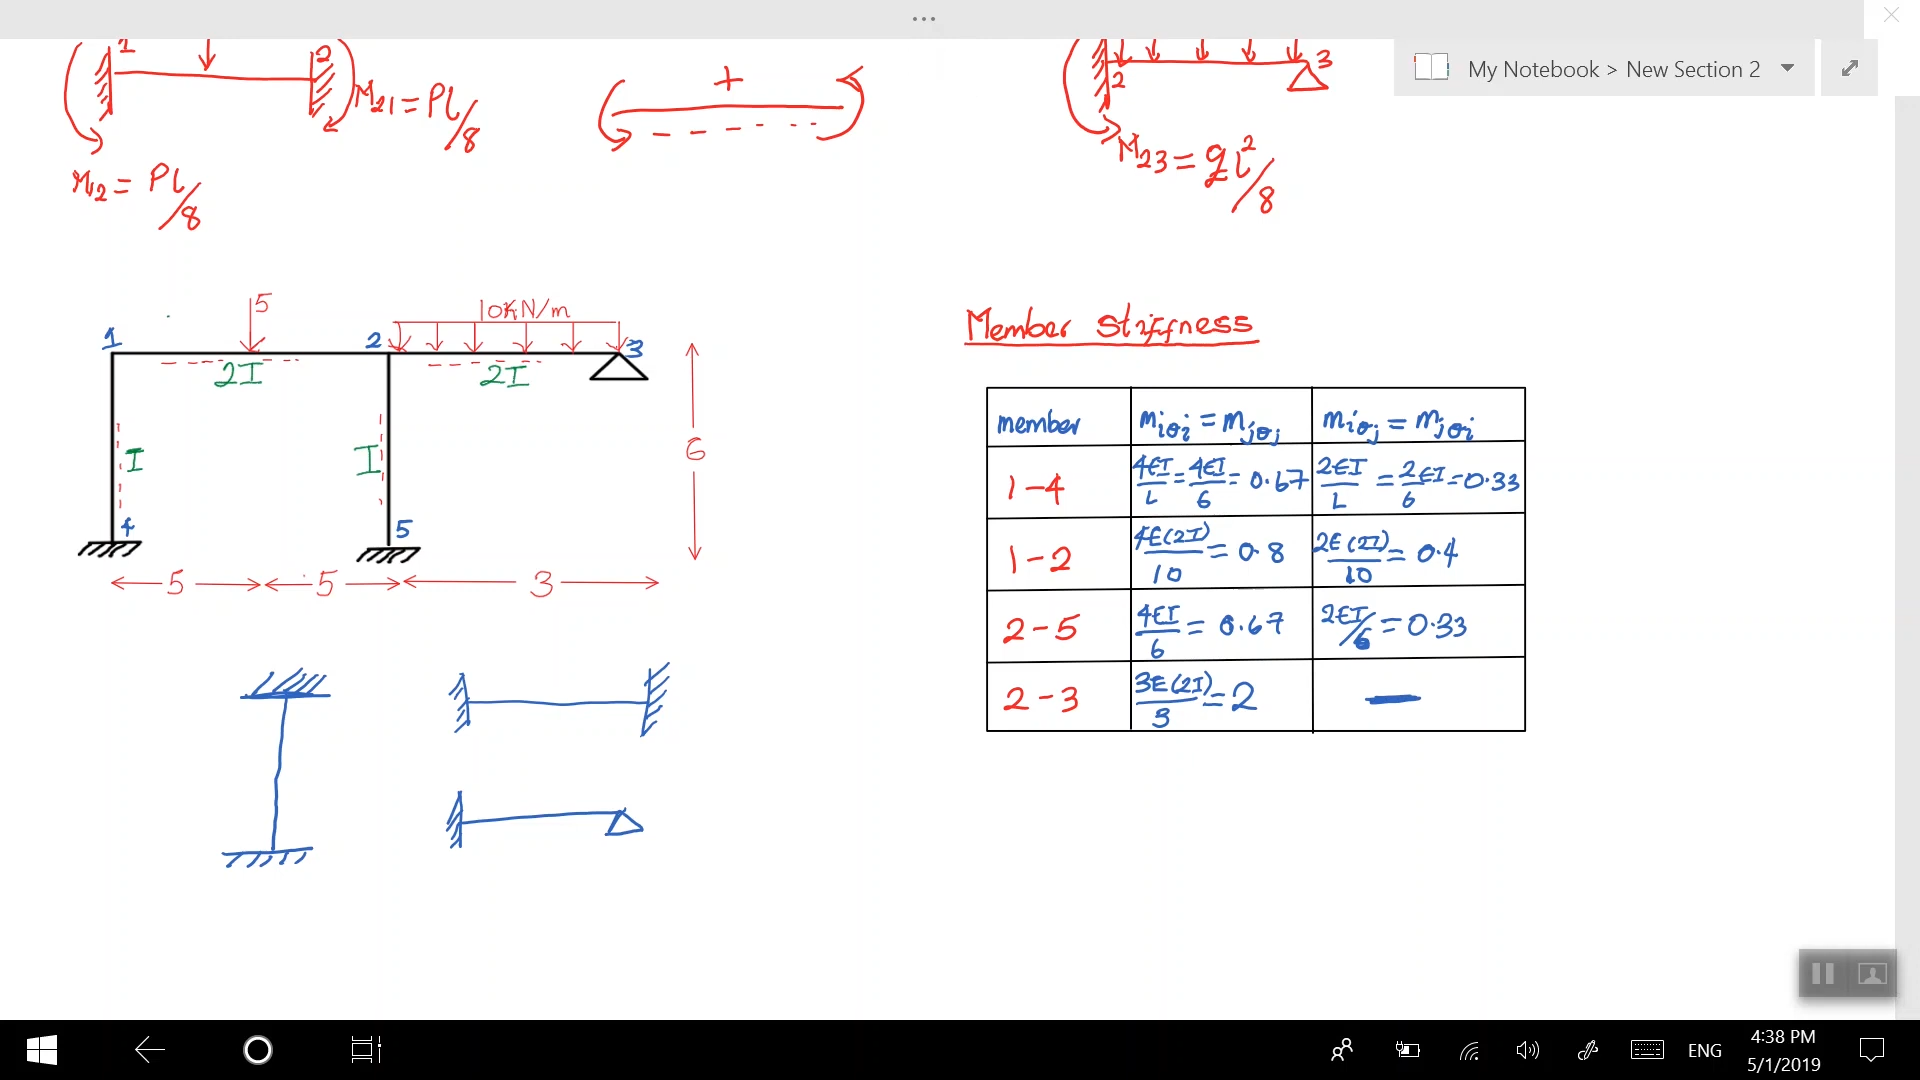 ...
My Notebook > New Section 2
1
2
M21 = Pl/8
M12 = Pl/8
+
2
3
M23 = ql²/8
5
10KN/m
1
2
3
2I
2I
I
I
6
4
5
5
5
3
Member stiffness
member miθi = mjθj miθj = mjθi
1-4 4EI/L = 4EI/6 = 0.67 2EI/L = 2EI/6 = 0.33
1-2 4E(2I)/10 = 0.8 2E(2I)/10 = 0.4
2-5 4EI/6 = 0.67 2EI/6 = 0.33
2-3 3E(2I)/3 = 2 —
ENG
4:38 PM
5/1/2019